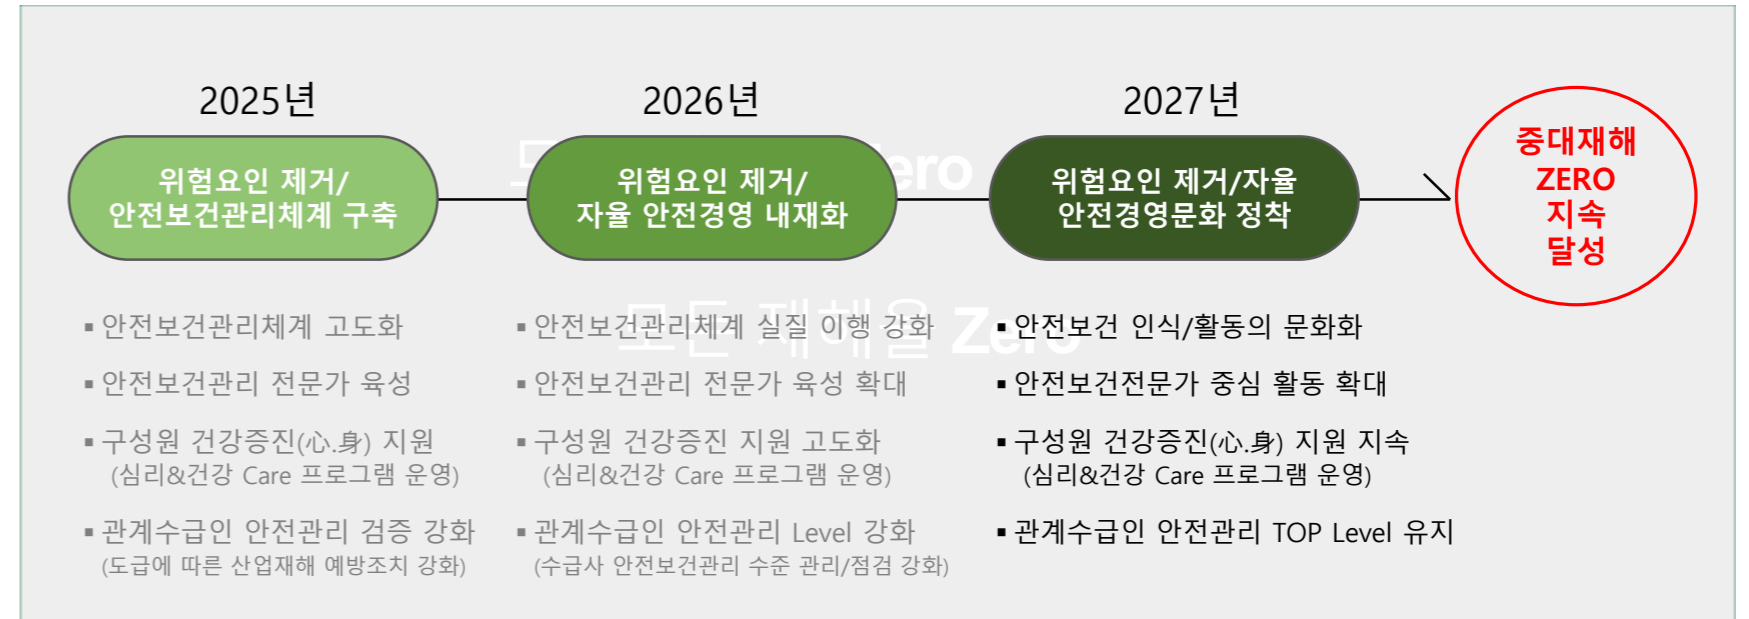 2025년
위험요인 제거/
안전보건관리체계 구축
▪ 안전보건관리체계 고도화
▪ 안전보건관리 전문가 육성
▪ 구성원 건강증진(心.身) 지원
(심리&건강 Care 프로그램 운영)
▪ 관계수급인 안전관리 검증 강화
(도급에 따른 산업재해 예방조치 강화)
2026년
위험요인 제거/
자율 안전경영 내재화
▪ 안전보건관리체계 실질 이행 강화
▪ 안전보건관리 전문가 육성 확대
▪ 구성원 건강증진 지원 고도화
(심리&건강 Care 프로그램 운영)
▪ 관계수급인 안전관리 Level 강화
(수급사 안전보건관리 수준 관리/점검 강화)
2027년
위험요인 제거/자율
안전경영문화 정착
▪ 안전보건 인식/활동의 문화화
▪ 안전보건전문가 중심 활동 확대
▪ 구성원 건강증진(心.身) 지원 지속
(심리&건강 Care 프로그램 운영)
▪ 관계수급인 안전관리 TOP Level 유지
중대재해
ZERO
지속
달성
모든 재해율 Zero